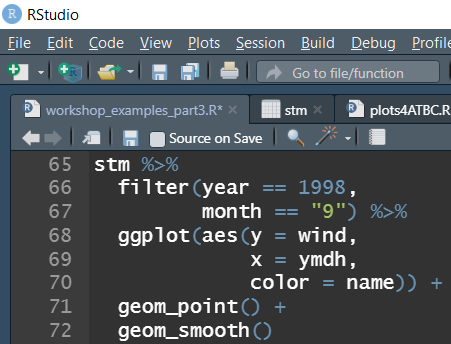 RStudio
File Edit Code View Plots Session Build Debug Profile
Go to file/function
workshop_examples_part3.R* × stm × plots4ATBC.R
Source on Save
65 stm %>%
66   filter(year == 1998,
67          month == "9") %>%
68   ggplot(aes(y = wind,
69              x = ymdh,
70              color = name)) +
71   geom_point() +
72   geom_smooth()